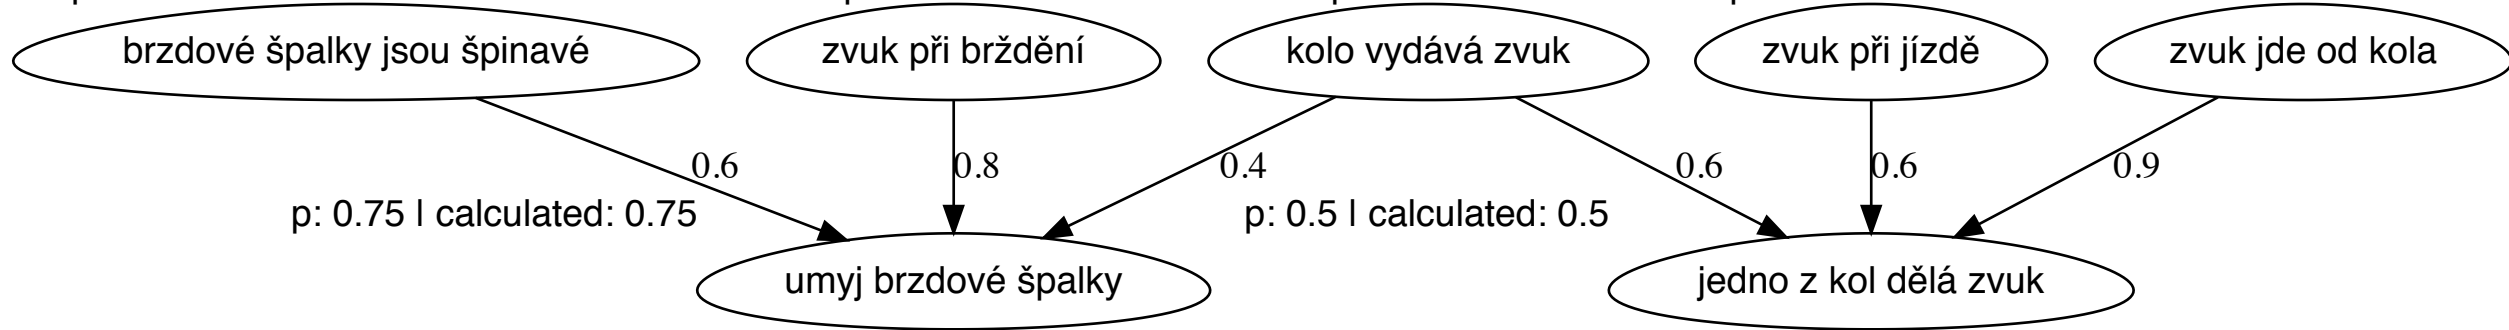 brzdové špalky jsou špinavé
zvuk při brždění
kolo vydává zvuk
zvuk při jízdě
zvuk jde od kola
0.6
0.8
0.4
0.6
0.6
0.9
p: 0.75 | calculated: 0.75
p: 0.5 | calculated: 0.5
umyj brzdové špalky
jedno z kol dělá zvuk